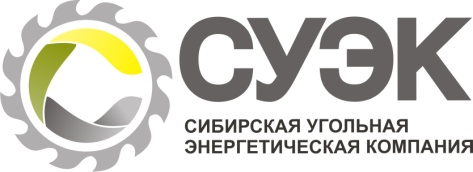 СУЭК
СИБИРСКАЯ УГОЛЬНАЯ
ЭНЕРГЕТИЧЕСКАЯ КОМПАНИЯ